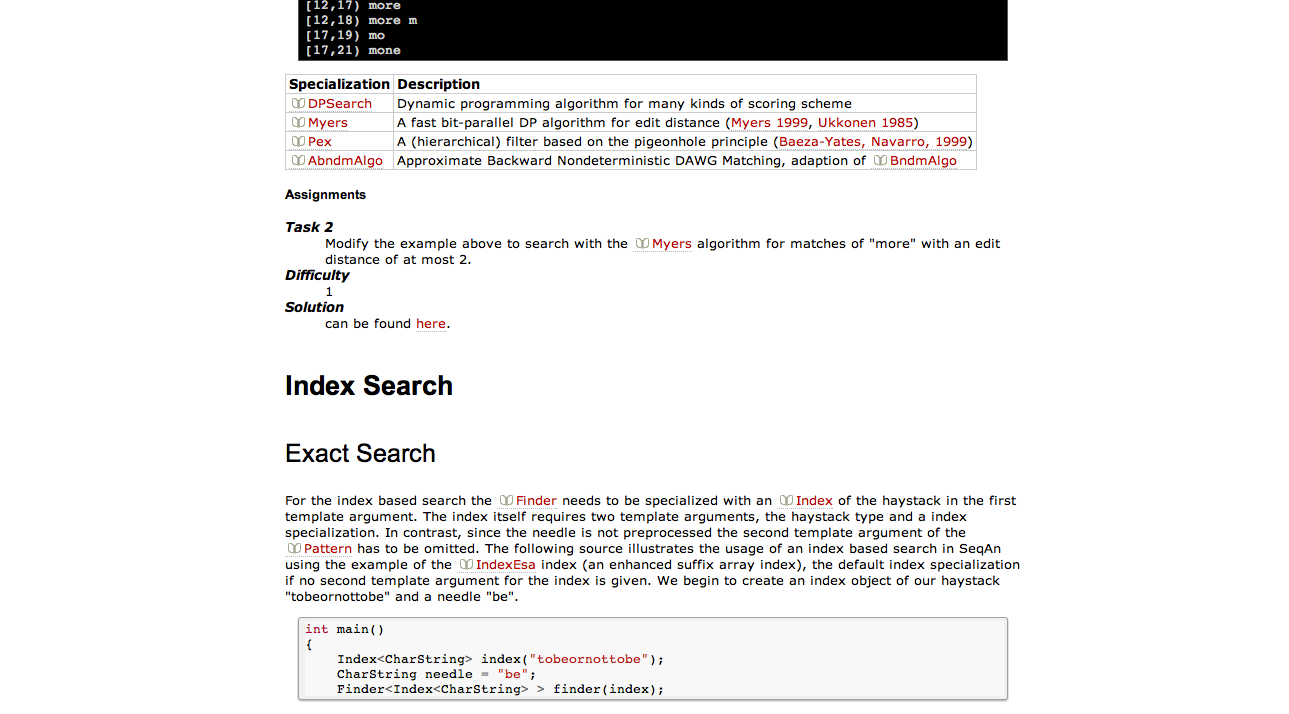 [12,17) more
[12,18) more m
[17,19) mo
[17,21) mone
Specialization Description
DPSearch Dynamic programming algorithm for many kinds of scoring scheme
Myers A fast bit-parallel DP algorithm for edit distance (Myers 1999, Ukkonen 1985)
Pex A (hierarchical) filter based on the pigeonhole principle (Baeza-Yates, Navarro, 1999)
AbndmAlgo Approximate Backward Nondeterministic DAWG Matching, adaption of BndmAlgo
Assignments
Task 2
Modify the example above to search with the Myers algorithm for matches of "more" with an edit
distance of at most 2.
Difficulty
1
Solution
can be found here.
Index Search
Exact Search
For the index based search the Finder needs to be specialized with an Index of the haystack in the first
template argument. The index itself requires two template arguments, the haystack type and a index
specialization. In contrast, since the needle is not preprocessed the second template argument of the
Pattern has to be omitted. The following source illustrates the usage of an index based search in SeqAn
using the example of the IndexEsa index (an enhanced suffix array index), the default index specialization
if no second template argument for the index is given. We begin to create an index object of our haystack
"tobeornottobe" and a needle "be".
int main()
{
    Index<CharString> index("tobeornottobe");
    CharString needle = "be";
    Finder<Index<CharString> > finder(index);